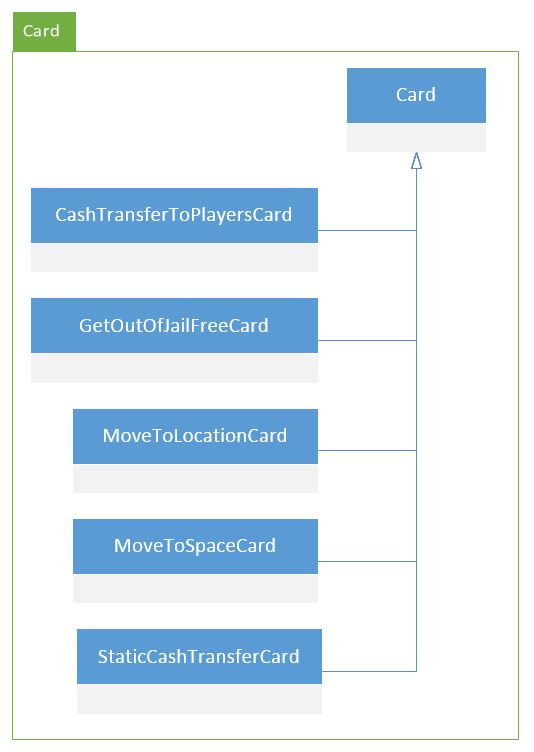 Card
Card
CashTransferToPlayersCard
GetOutOfJailFreeCard
MoveToLocationCard
MoveToSpaceCard
StaticCashTransferCard